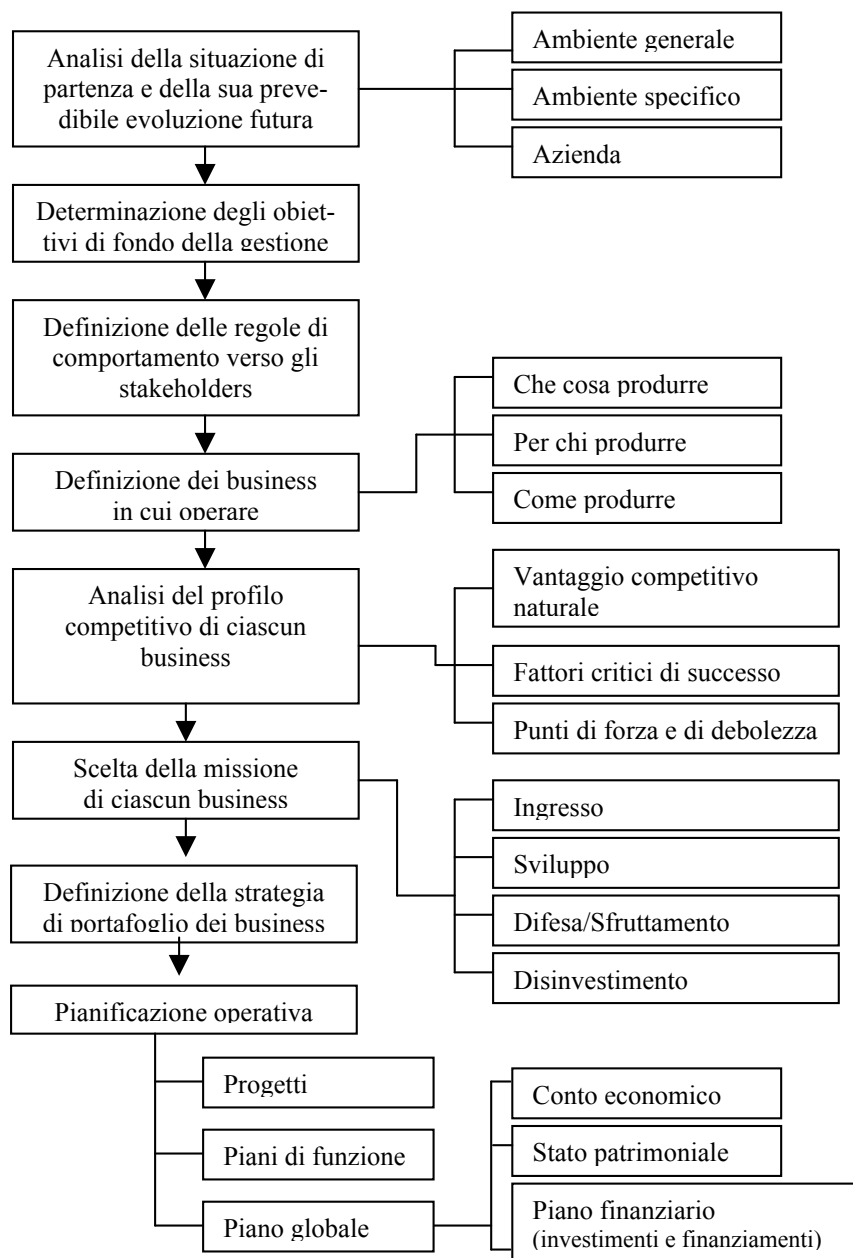 Analisi della situazione di
partenza e della sua preve-
dibile evoluzione futura
Ambiente generale
Ambiente specifico
Azienda
Determinazione degli obiet-
tivi di fondo della gestione
Definizione delle regole di
comportamento verso gli
stakeholders
Definizione dei business
in cui operare
Che cosa produrre
Per chi produrre
Come produrre
Analisi del profilo
competitivo di ciascun
business
Vantaggio competitivo
naturale
Fattori critici di successo
Punti di forza e di debolezza
Scelta della missione
di ciascun business
Ingresso
Sviluppo
Difesa/Sfruttamento
Disinvestimento
Definizione della strategia
di portafoglio dei business
Pianificazione operativa
Progetti
Piani di funzione
Piano globale
Conto economico
Stato patrimoniale
Piano finanziario
(investimenti e finanziamenti)